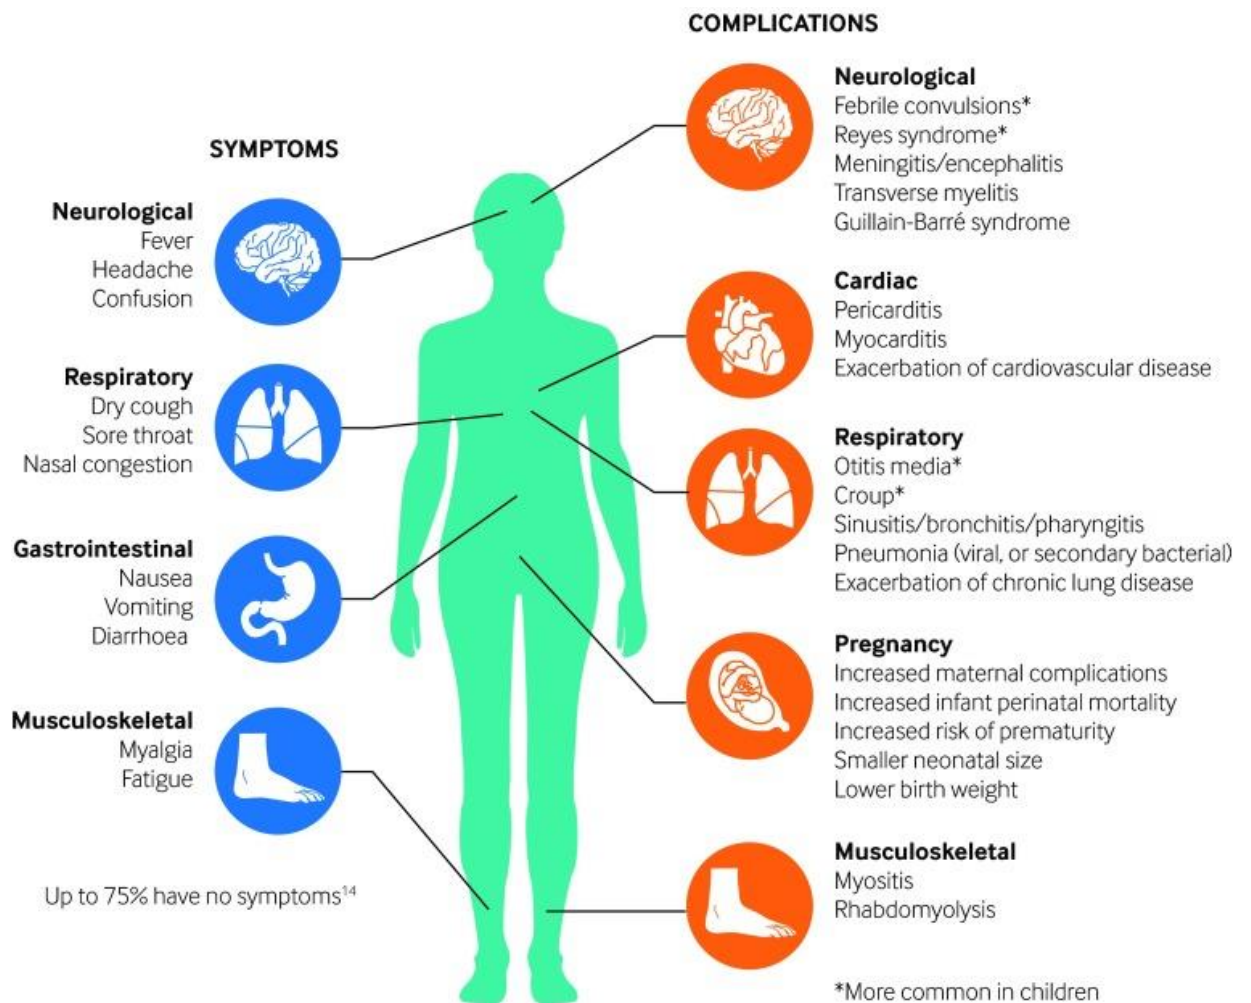 SYMPTOMS
Neurological
Fever
Headache
Confusion
Respiratory
Dry cough
Sore throat
Nasal congestion
Gastrointestinal
Nausea
Vomiting
Diarrhoea
Musculoskeletal
Myalgia
Fatigue
Up to 75% have no symptoms¹⁴
COMPLICATIONS
Neurological
Febrile convulsions*
Reyes syndrome*
Meningitis/encephalitis
Transverse myelitis
Guillain-Barré syndrome
Cardiac
Pericarditis
Myocarditis
Exacerbation of cardiovascular disease
Respiratory
Otitis media*
Croup*
Sinusitis/bronchitis/pharyngitis
Pneumonia (viral, or secondary bacterial)
Exacerbation of chronic lung disease
Pregnancy
Increased maternal complications
Increased infant perinatal mortality
Increased risk of prematurity
Smaller neonatal size
Lower birth weight
Musculoskeletal
Myositis
Rhabdomyolysis
*More common in children